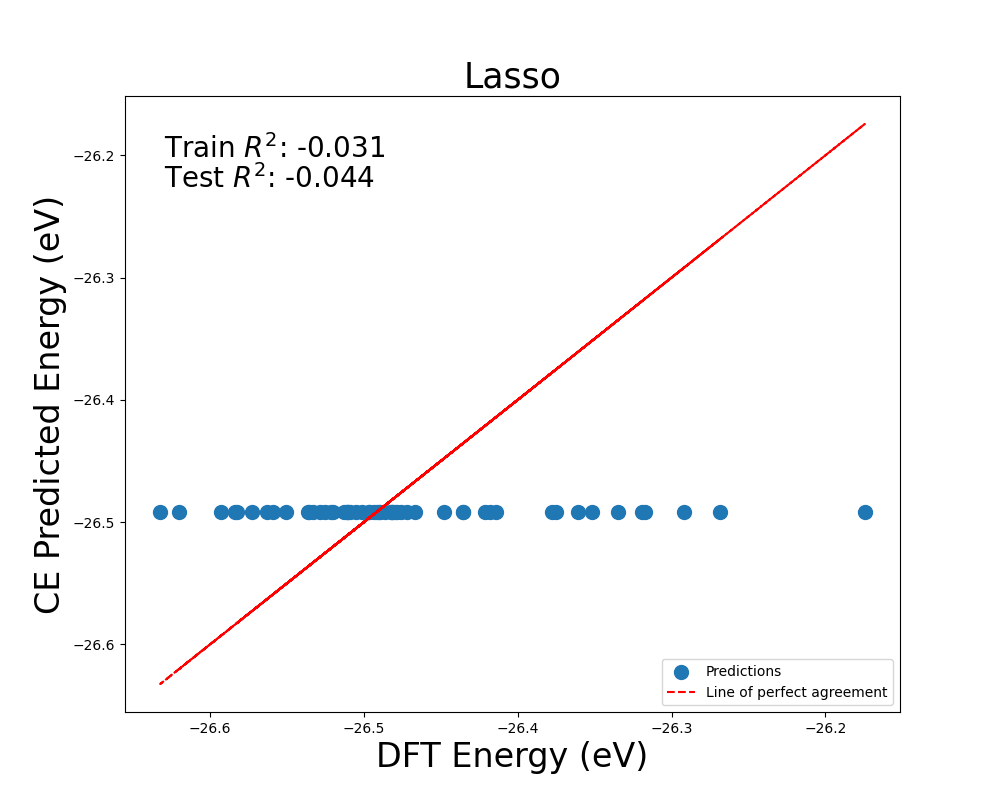 Lasso
Train R²: -0.031
Test R²: -0.044
CE Predicted Energy (eV)
−26.2
−26.3
−26.4
−26.5
−26.6
Predictions
Line of perfect agreement
−26.6 −26.5 −26.4 −26.3 −26.2
DFT Energy (eV)